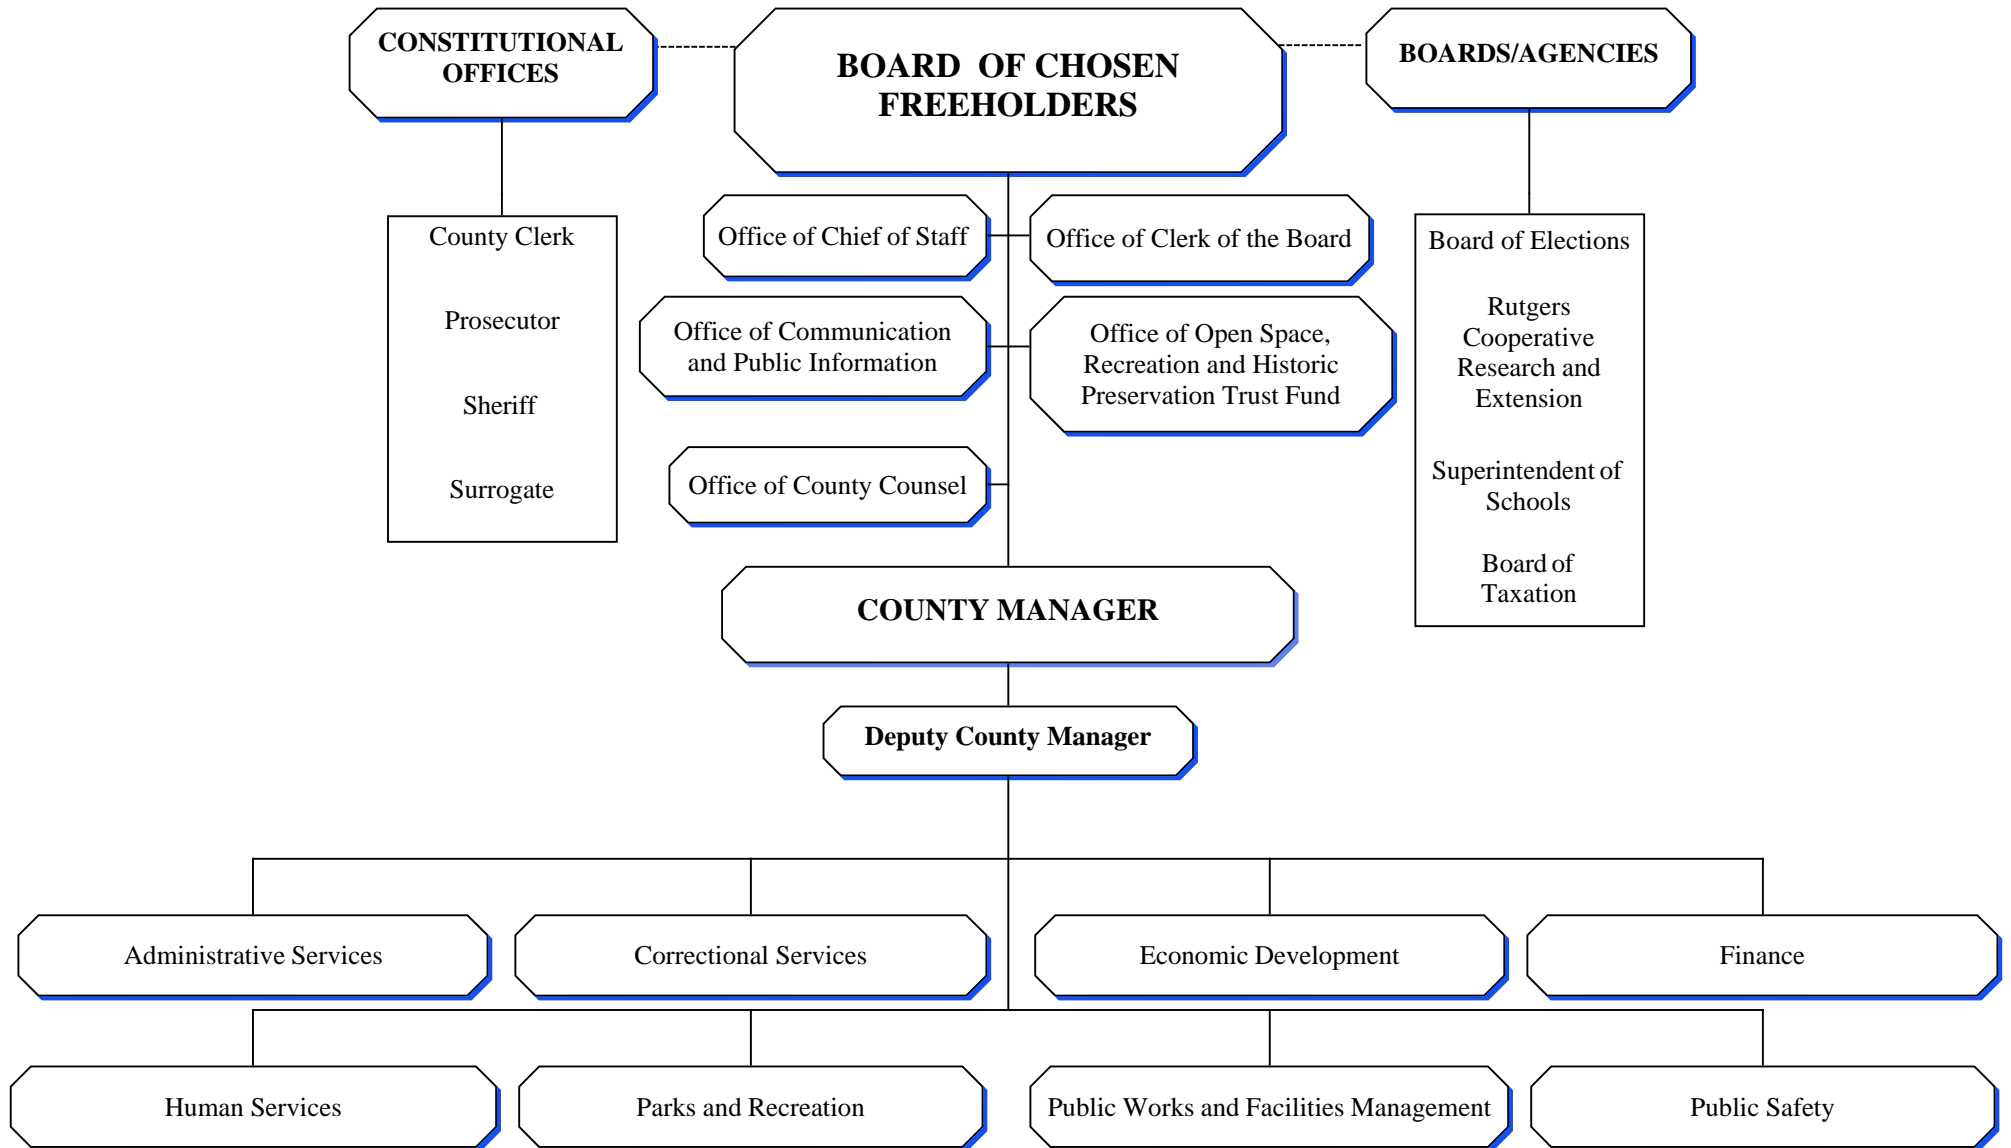 CONSTITUTIONAL
OFFICES
BOARD OF CHOSEN
FREEHOLDERS
BOARDS/AGENCIES
County Clerk
Prosecutor
Sheriff
Surrogate
Office of Chief of Staff
Office of Clerk of the Board
Office of Communication
and Public Information
Office of Open Space,
Recreation and Historic
Preservation Trust Fund
Office of County Counsel
Board of Elections
Rutgers
Cooperative
Research and
Extension
Superintendent of
Schools
Board of
Taxation
COUNTY MANAGER
Deputy County Manager
Administrative Services
Correctional Services
Economic Development
Finance
Human Services
Parks and Recreation
Public Works and Facilities Management
Public Safety